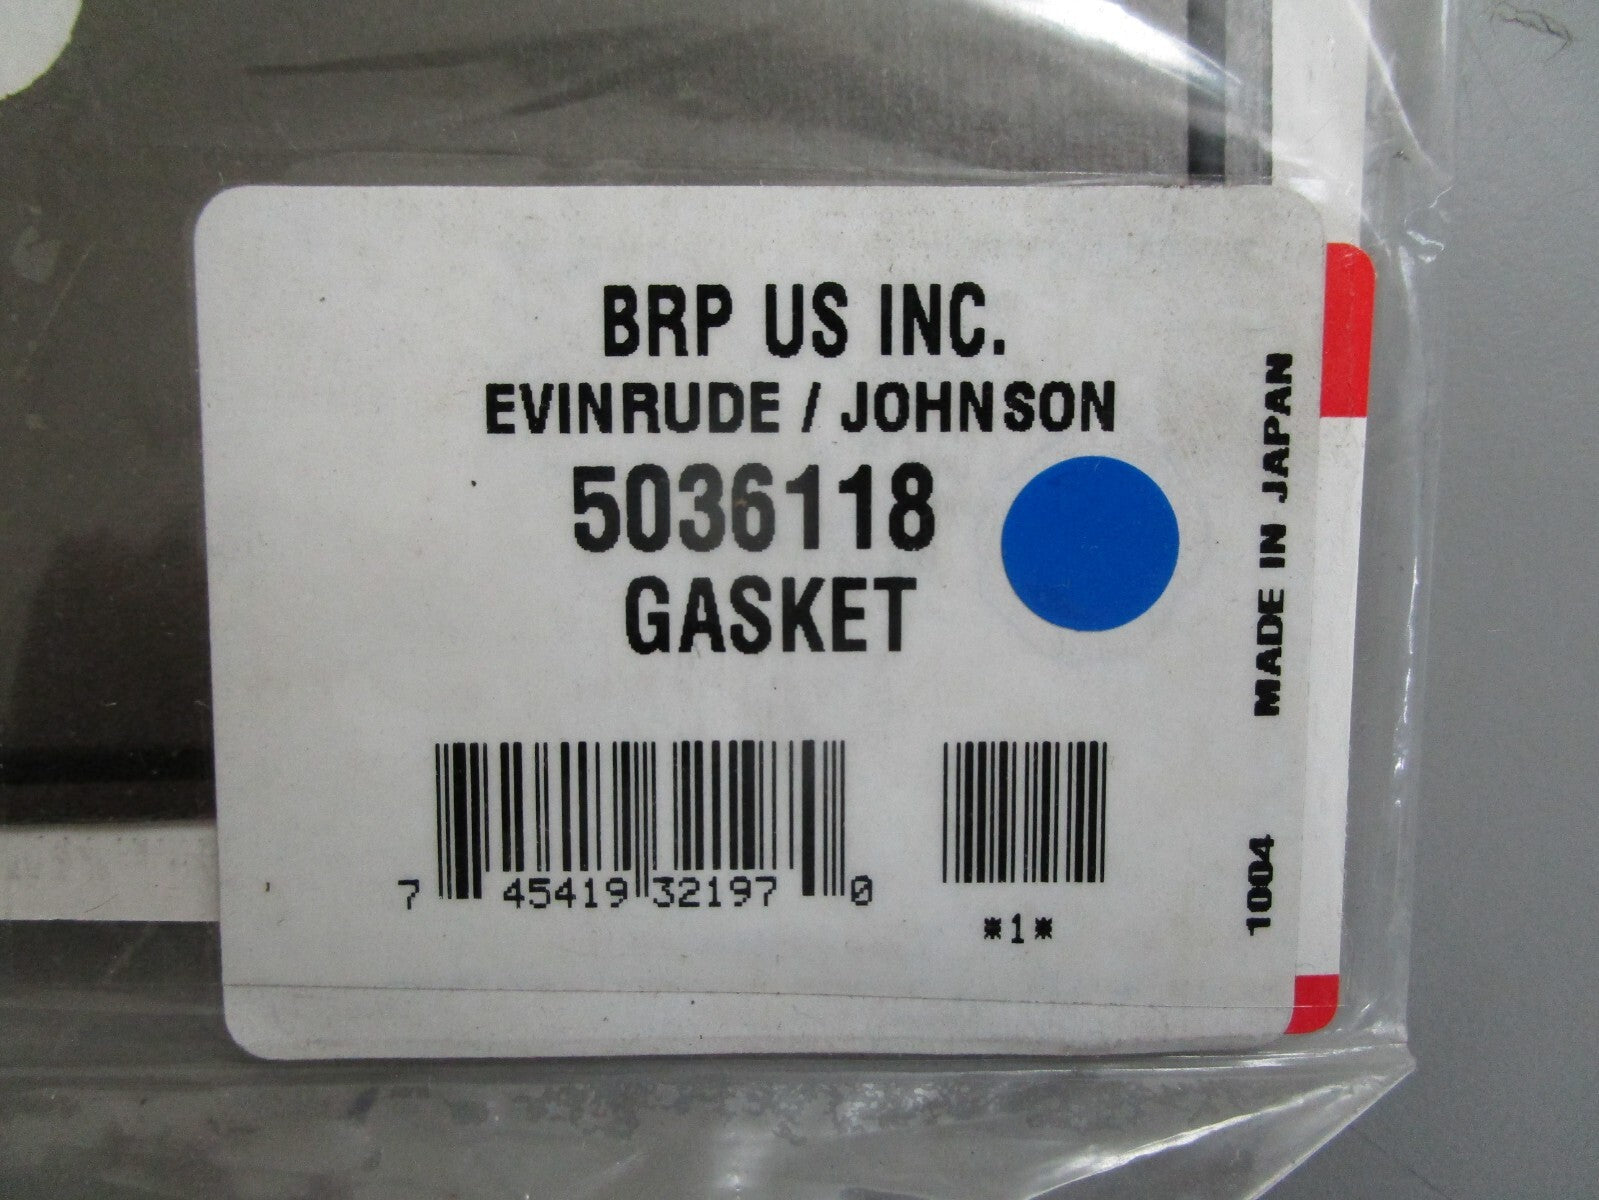 BRP US INC.
EVINRUDE / JOHNSON
5036118
GASKET
7 45419 32197 0
*1*
MADE IN JAPAN
1004